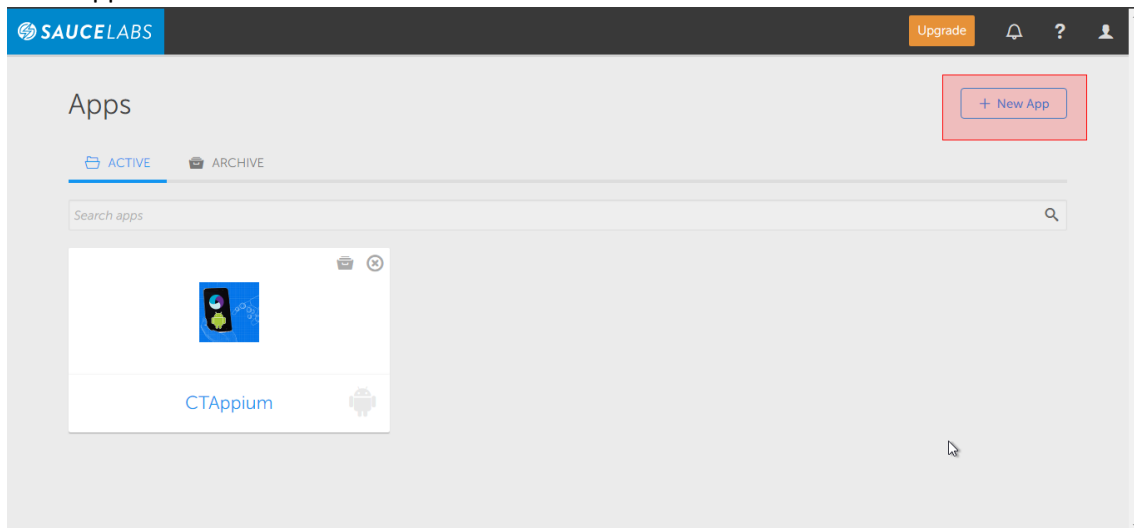 SAUCELABS
Upgrade
?
Apps
+ New App
ACTIVE
ARCHIVE
Search apps
CTAppium